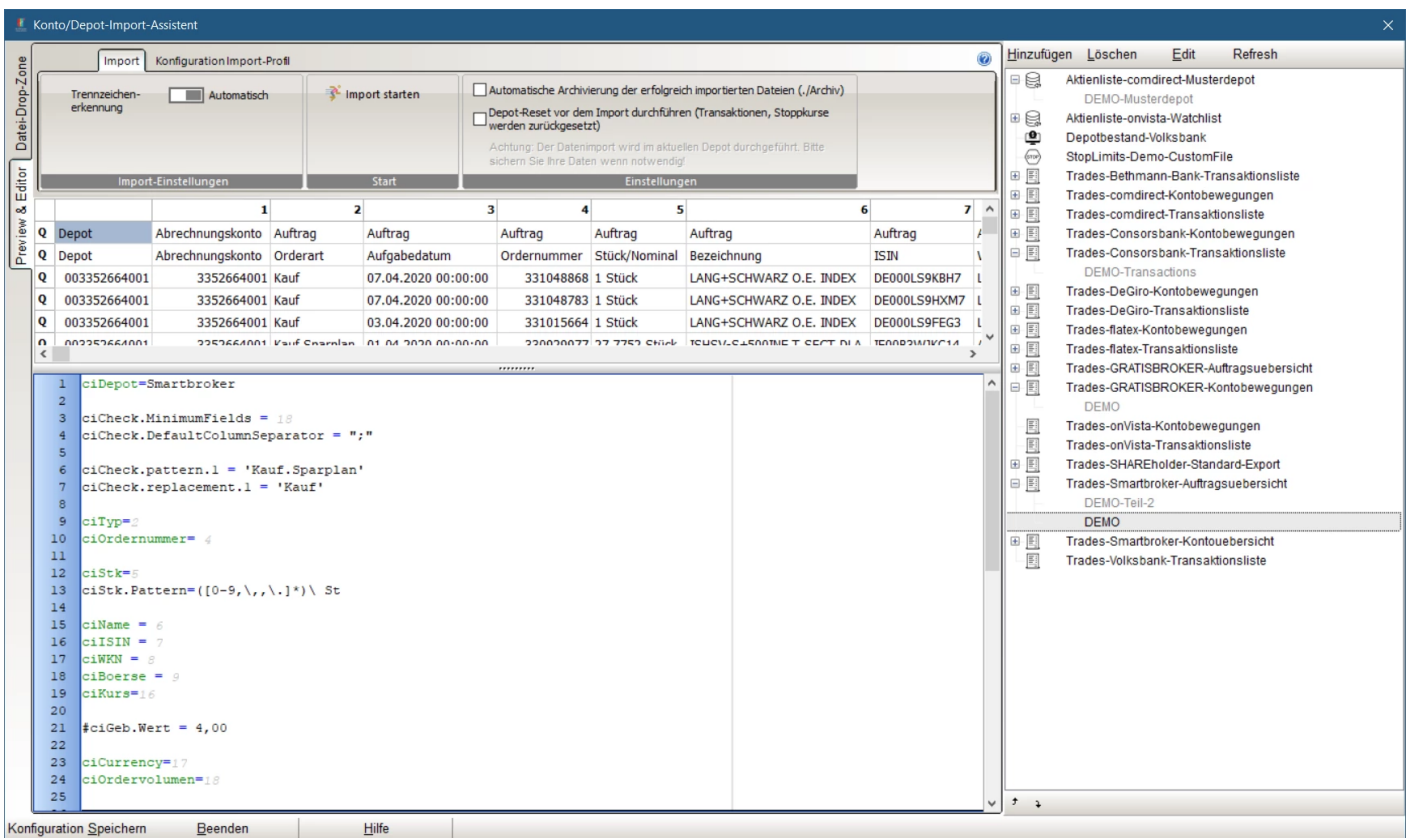 Konto/Depot-Import-Assistent
Datei-Drop-Zone
Preview & Editor
Import Konfiguration Import-Profil
Trennzeichen-
erkennung
Automatisch
Import-Einstellungen
Import starten
Start
Automatische Archivierung der erfolgreich importierten Dateien (./Archiv)
Depot-Reset vor dem Import durchführen (Transaktionen, Stoppkurse
werden zurückgesetzt)
Achtung: Der Datenimport wird im aktuellen Depot durchgeführt. Bitte
sichern Sie Ihre Daten wenn notwendig!
Einstellungen
1 2 3 4 5 6 7
Q Depot Abrechnungskonto Auftrag Auftrag Auftrag Auftrag Auftrag Auftrag
Q Depot Abrechnungskonto Orderart Aufgabedatum Ordernummer Stück/Nominal Bezeichnung ISIN
Q 003352664001 3352664001 Kauf 07.04.2020 00:00:00 331048868 1 Stück LANG+SCHWARZ O.E. INDEX DE000LS9KBH7 L
Q 003352664001 3352664001 Kauf 07.04.2020 00:00:00 331048783 1 Stück LANG+SCHWARZ O.E. INDEX DE000LS9HXM7 L
Q 003352664001 3352664001 Kauf 03.04.2020 00:00:00 331015664 1 Stück LANG+SCHWARZ O.E. INDEX DE000LS9FEG3 L
Q 003352664001 3352664001 Kauf Sparplan 01.04.2020 00:00:00 27,7752 Stück
1 ciDepot=Smartbroker
2
3 ciCheck.MinimumFields = 18
4 ciCheck.DefaultColumnSeparator = ";"
5
6 ciCheck.pattern.1 = 'Kauf.Sparplan'
7 ciCheck.replacement.1 = 'Kauf'
8
9 ciTyp=2
10 ciOrdernummer= 4
11
12 ciStk=5
13 ciStk.Pattern=([0-9,\,,\.]*)\ St
14
15 ciName = 6
16 ciISIN = 7
17 ciWKN = 8
18 ciBoerse = 9
19 ciKurs=16
20
21 #ciGeb.Wert = 4,00
22
23 ciCurrency=17
24 ciOrdervolumen=18
25
Hinzufügen Löschen Edit Refresh
Aktienliste-comdirect-Musterdepot
DEMO-Musterdepot
Aktienliste-onvista-Watchlist
Depotbestand-Volksbank
StopLimits-Demo-CustomFile
Trades-Bethmann-Bank-Transaktionsliste
Trades-comdirect-Kontobewegungen
Trades-comdirect-Transaktionsliste
Trades-Consorsbank-Kontobewegungen
Trades-Consorsbank-Transaktionsliste
DEMO-Transactions
Trades-DeGiro-Kontobewegungen
Trades-DeGiro-Transaktionsliste
Trades-flatex-Kontobewegungen
Trades-flatex-Transaktionsliste
Trades-GRATISBROKER-Auftragsuebersicht
Trades-GRATISBROKER-Kontobewegungen
DEMO
Trades-onVista-Kontobewegungen
Trades-onVista-Transaktionsliste
Trades-SHAREholder-Standard-Export
Trades-Smartbroker-Auftragsuebersicht
DEMO-Teil-2
DEMO
Trades-Smartbroker-Kontouebersicht
Trades-Volksbank-Transaktionsliste
Konfiguration Speichern Beenden Hilfe